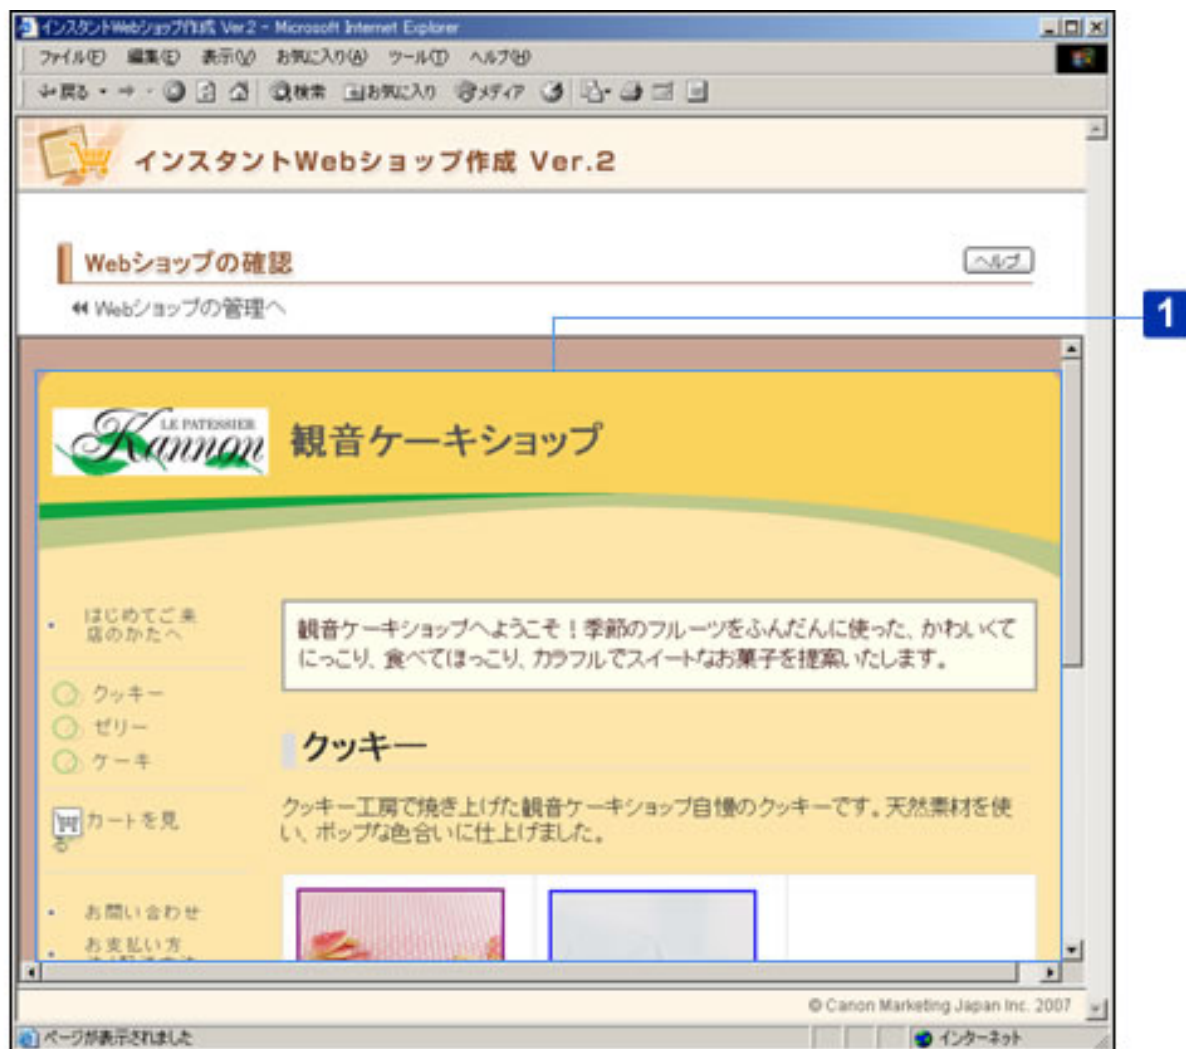 インスタントWebショップ作成 Ver.2 - Microsoft Internet Explorer
ファイル(F) 編集(E) 表示(V) お気に入り(A) ツール(T) ヘルプ(H)
戻る 検索 お気に入り メディア
インスタントWebショップ作成 Ver.2
Webショップの確認
ヘルプ
Webショップの管理へ
1
LE PATESSIER
Kannon
観音ケーキショップ
はじめてご来
店のかたへ
観音ケーキショップへようこそ！季節のフルーツをふんだんに使った、かわいくて
にっこり、食べてほっこり、カラフルでスイートなお菓子を提案いたします。
クッキー
ゼリー
ケーキ
クッキー
カートを見
る
クッキー工房で焼き上げた観音ケーキショップ自慢のクッキーです。天然素材を使
い、ポップな色合いに仕上げました。
お問い合わせ
お支払い方
© Canon Marketing Japan Inc. 2007
ページが表示されました
インターネット